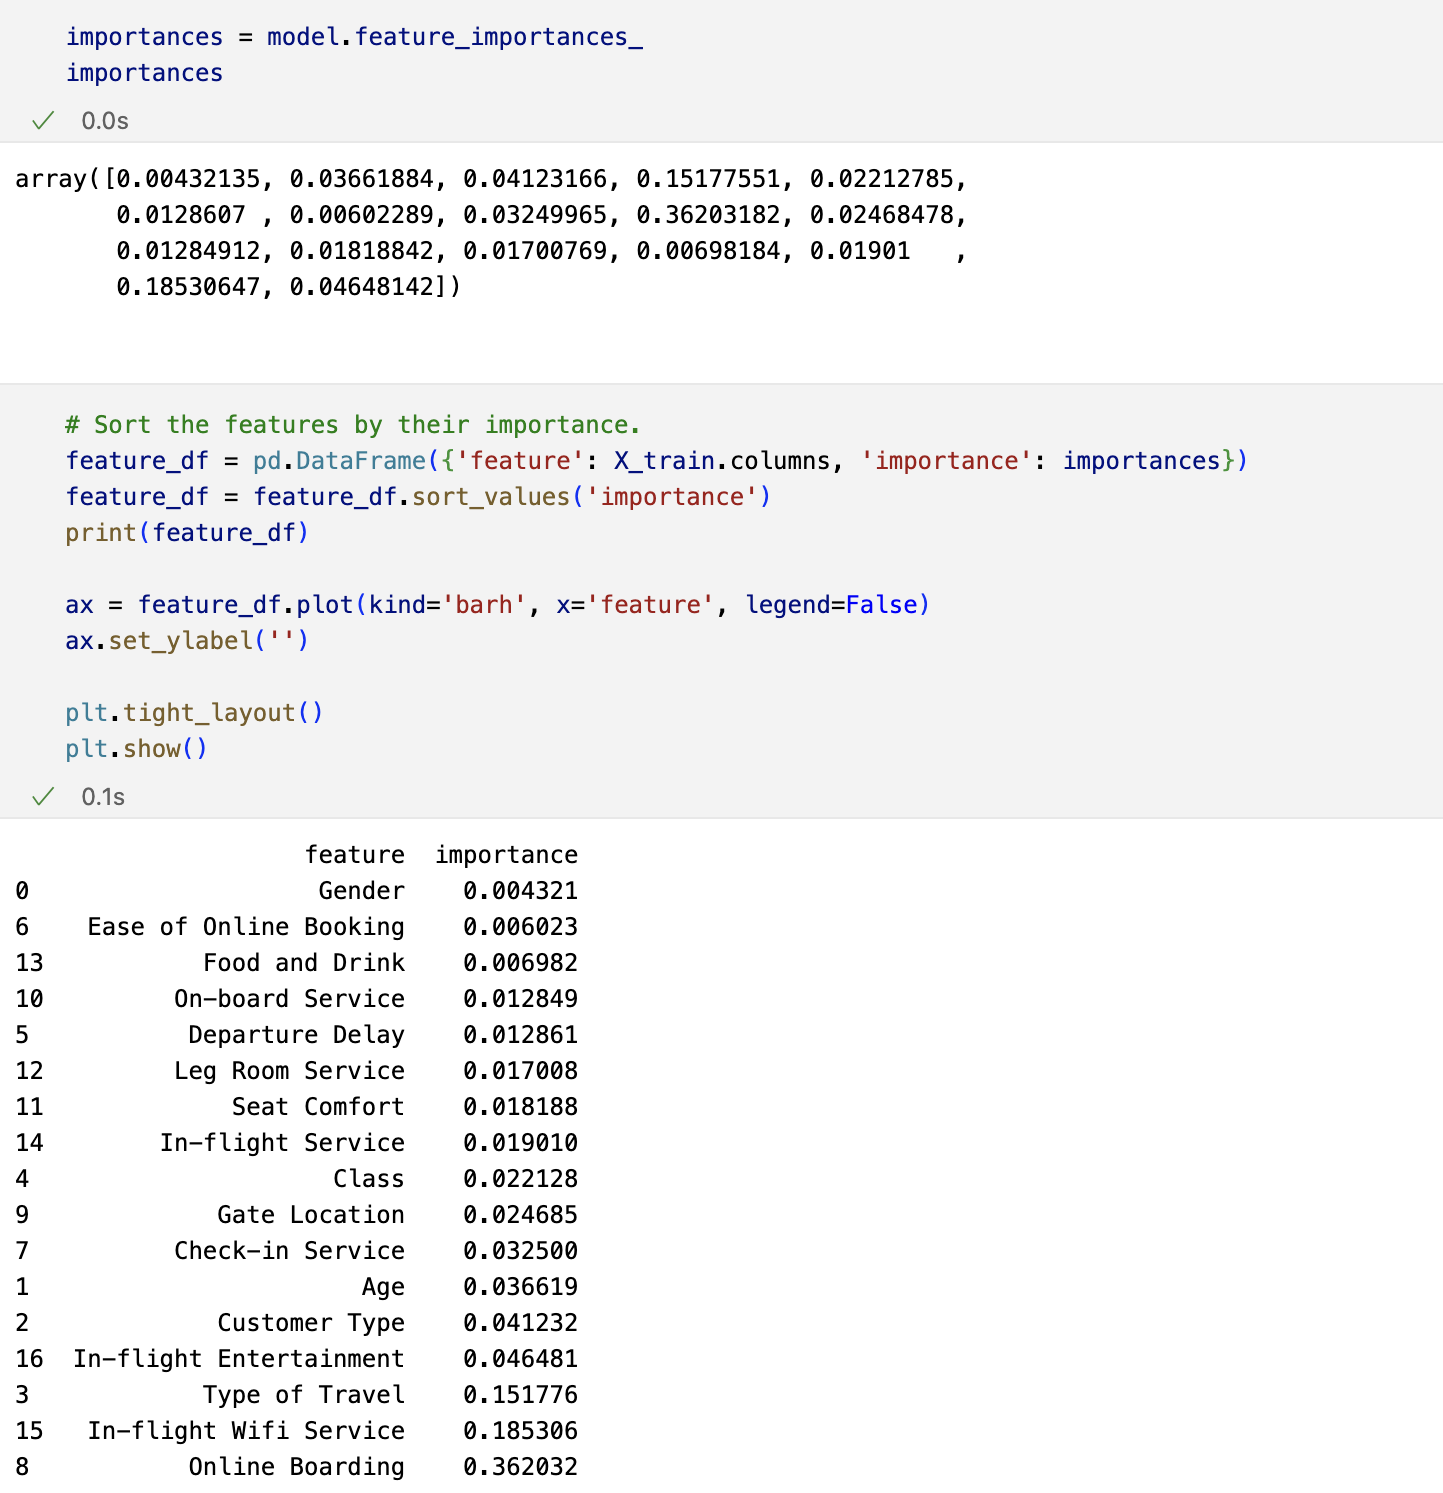 importances = model.feature_importances_
importances
0.0s
array([0.00432135, 0.03661884, 0.04123166, 0.15177551, 0.02212785,
       0.0128607 , 0.00602289, 0.03249965, 0.36203182, 0.02468478,
       0.01284912, 0.01818842, 0.01700769, 0.00698184, 0.01901   ,
       0.18530647, 0.04648142])
# Sort the features by their importance.
feature_df = pd.DataFrame({'feature': X_train.columns, 'importance': importances})
feature_df = feature_df.sort_values('importance')
print(feature_df)
ax = feature_df.plot(kind='barh', x='feature', legend=False)
ax.set_ylabel('')
plt.tight_layout()
plt.show()
0.1s
                    feature  importance
0                    Gender    0.004321
6    Ease of Online Booking    0.006023
13           Food and Drink    0.006982
10         On-board Service    0.012849
5           Departure Delay    0.012861
12         Leg Room Service    0.017008
11             Seat Comfort    0.018188
14        In-flight Service    0.019010
4                     Class    0.022128
9             Gate Location    0.024685
7          Check-in Service    0.032500
1                       Age    0.036619
2             Customer Type    0.041232
16  In-flight Entertainment    0.046481
3            Type of Travel    0.151776
15   In-flight Wifi Service    0.185306
8           Online Boarding    0.362032